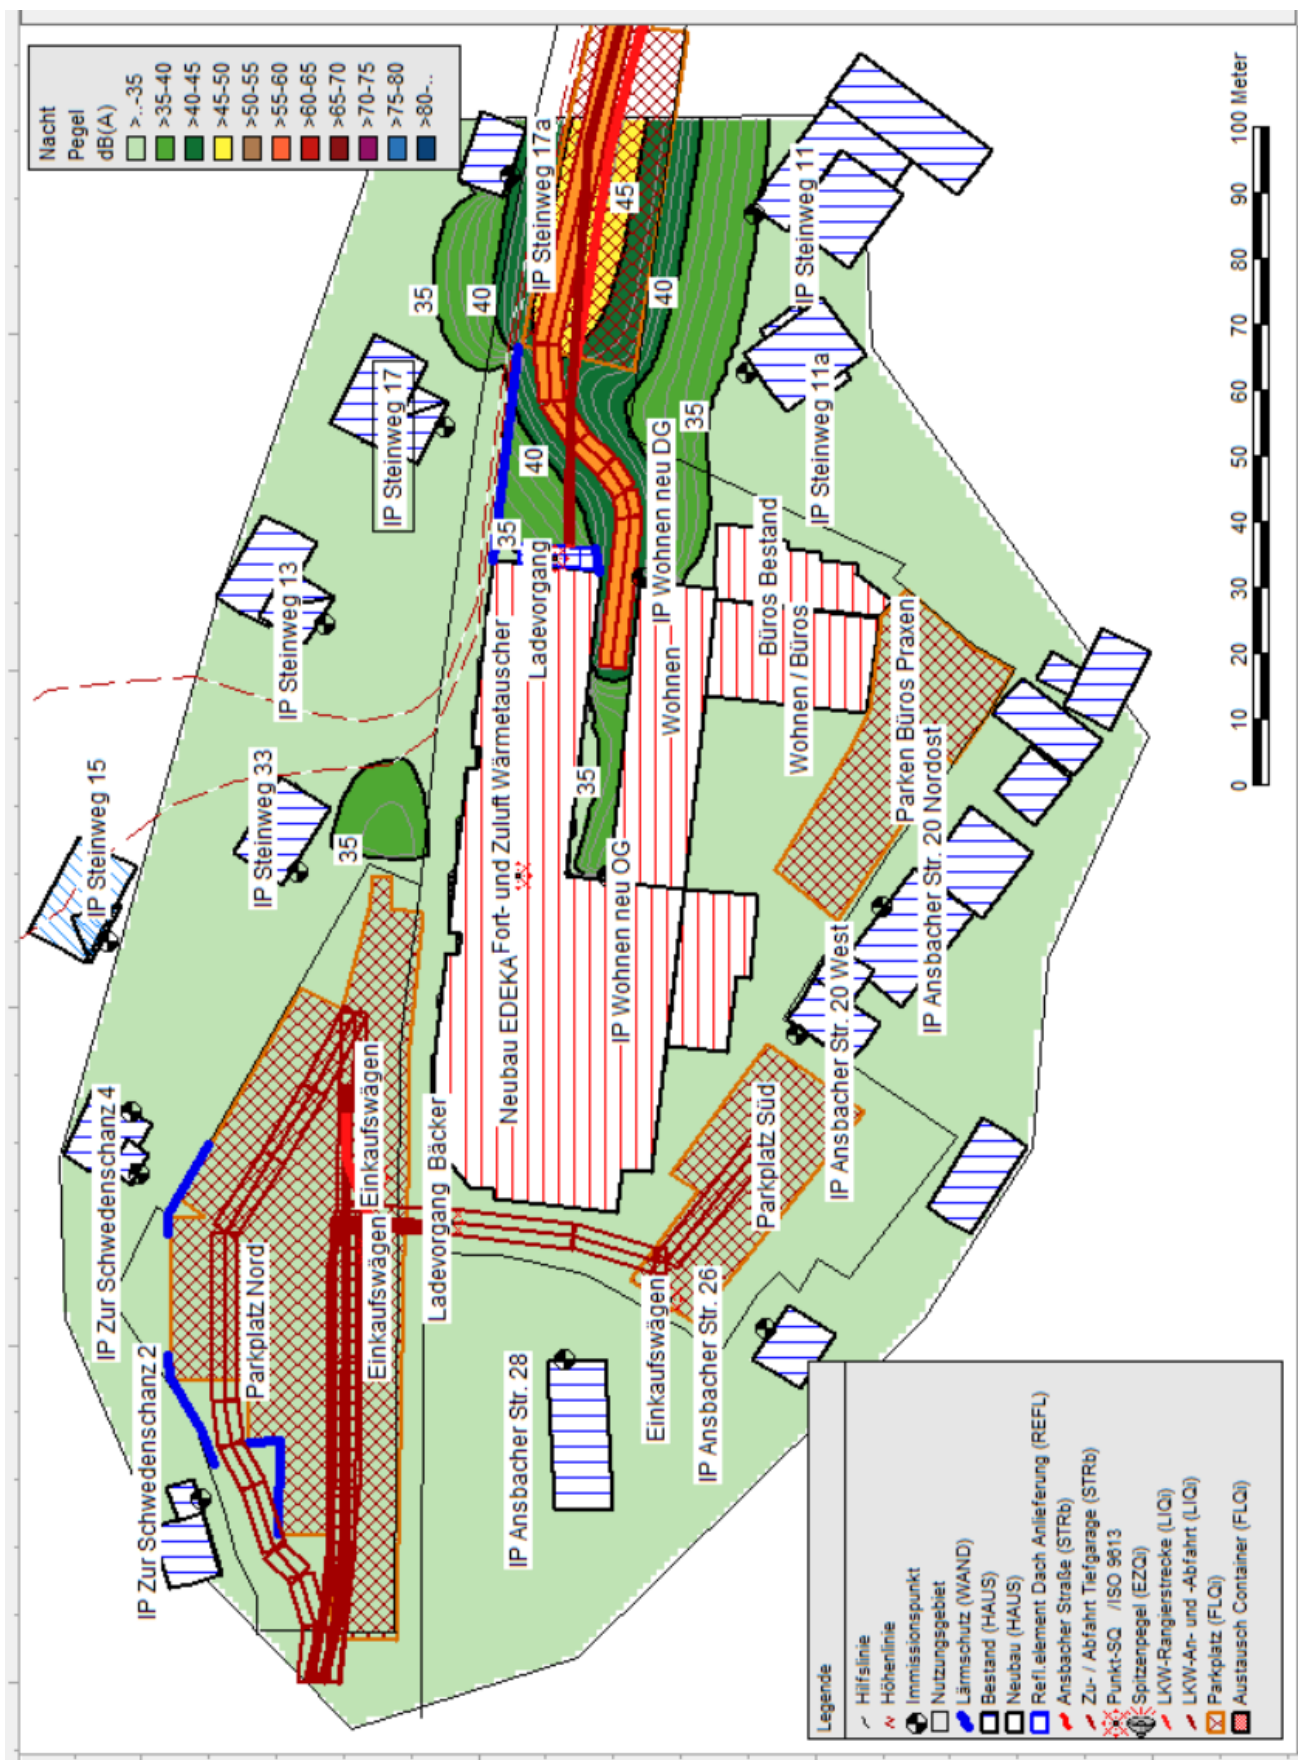 Nacht
Pegel
dB(A)
>..-35
>35-40
>40-45
>45-50
>50-55
>55-60
>60-65
>65-70
>70-75
>75-80
>80-..
IP Steinweg 15
IP Steinweg 33
IP Steinweg 13
IP Steinweg 17
IP Steinweg 17a
IP Steinweg 11
IP Steinweg 11a
IP Zur Schwedenschanz 4
IP Zur Schwedenschanz 2
Parkplatz Nord
Einkaufswägen
Einkaufswägen
Ladevorgang Bäcker
Neubau EDEKA
Fort- und Zuluft Wärmetauscher
Ladevorgang
IP Wohnen neu OG
IP Wohnen neu DG
Wohnen
Büros Bestand
Wohnen / Büros
Parken Büros Praxen
IP Ansbacher Str. 20 Nordost
IP Ansbacher Str. 20 West
Parkplatz Süd
Einkaufswägen
IP Ansbacher Str. 26
IP Ansbacher Str. 28
35
35
40
45
40
35
40
35
35
0 10 20 30 40 50 60 70 80 90 100 Meter
Legende
Hilfslinie
Höhenlinie
Immissionspunkt
Nutzungsgebiet
Lärmschutz (WAND)
Bestand (HAUS)
Neubau (HAUS)
Refl.element Dach Anlieferung (REFL)
Ansbacher Straße (STRb)
Zu- / Abfahrt Tiefgarage (STRb)
Punkt-SQ /ISO 9613
Spitzenpegel (EZQi)
LKW-Rangierstrecke (LIQi)
LKW-An- und -Abfahrt (LIQi)
Parkplatz (FLQi)
Austausch Container (FLQi)